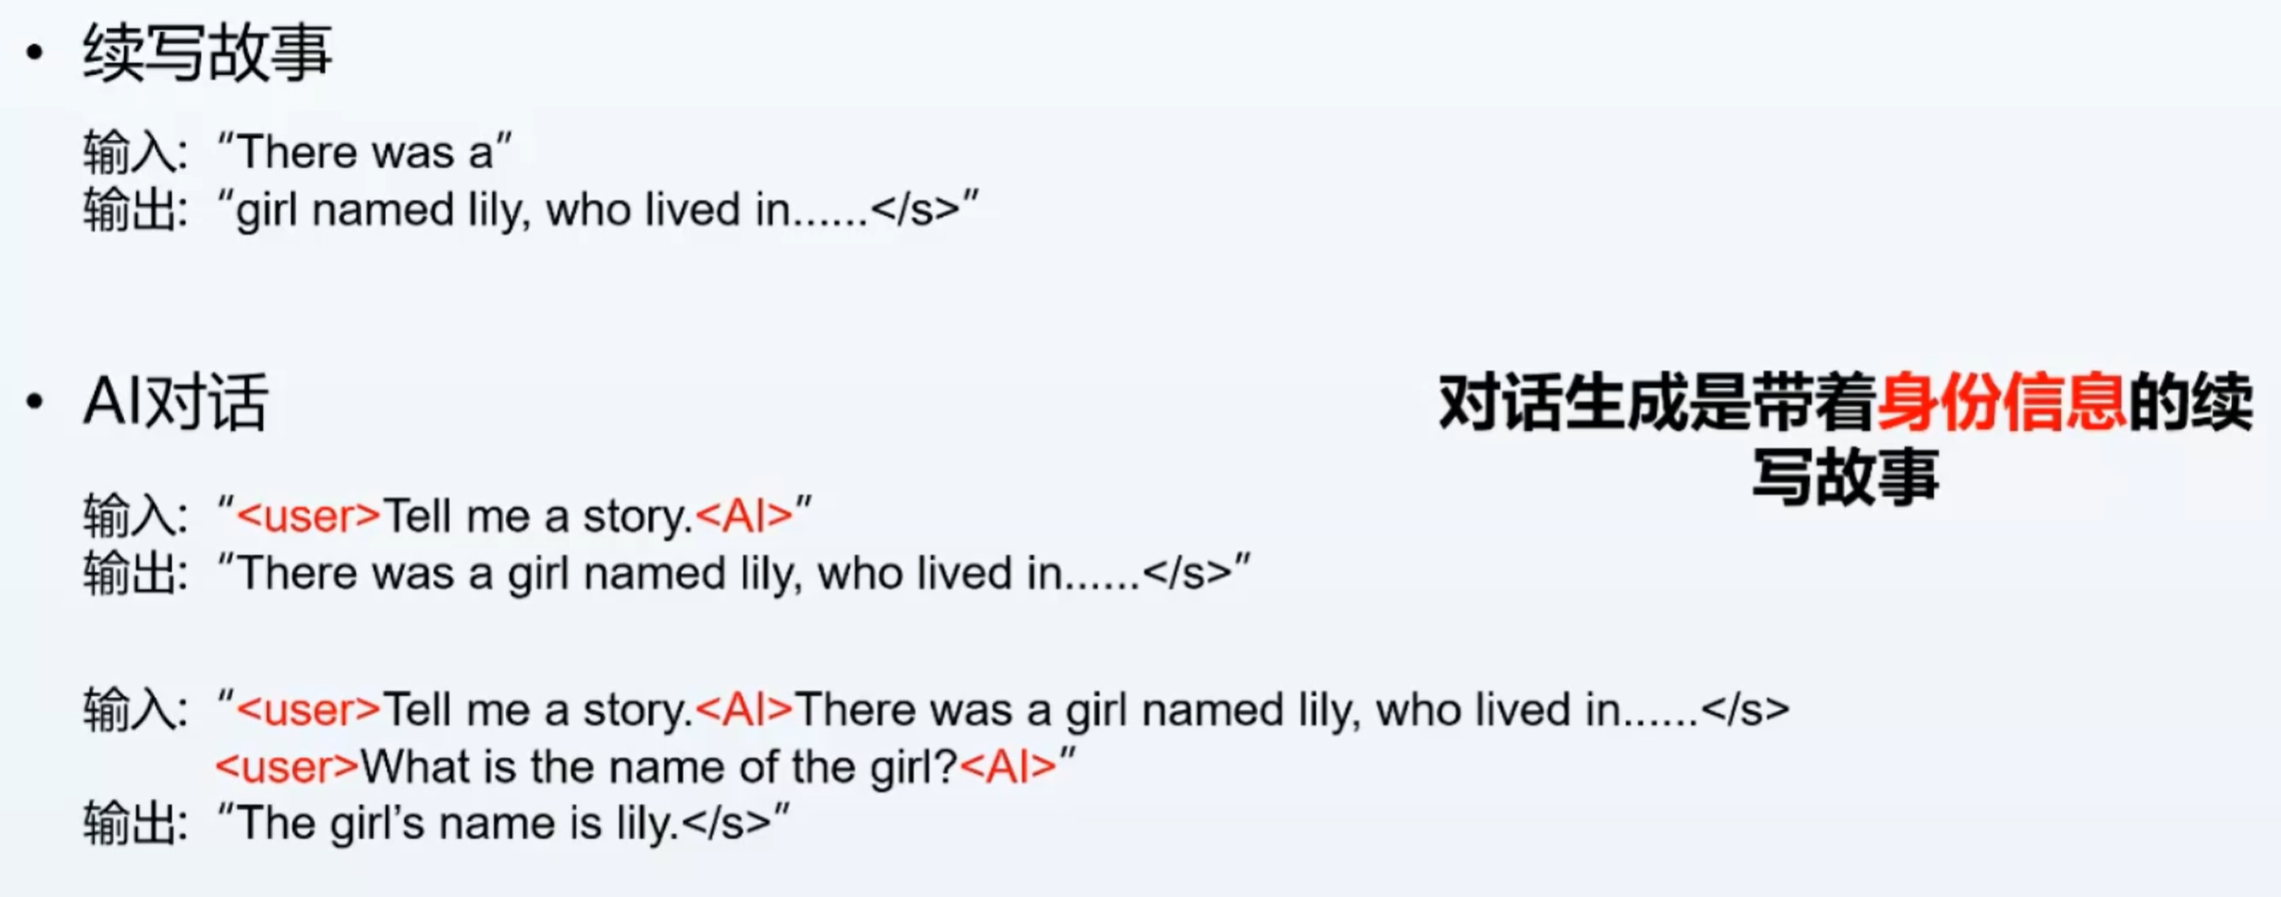 • 续写故事
输入: “There was a”
输出: “girl named lily, who lived in......</s>”
• AI对话
对话生成是带着身份信息的续
写故事
输入: “<user>Tell me a story.<AI>”
输出: “There was a girl named lily, who lived in......</s>”
输入: “<user>Tell me a story.<AI>There was a girl named lily, who lived in......</s>
<user>What is the name of the girl?<AI>”
输出: “The girl’s name is lily.</s>”